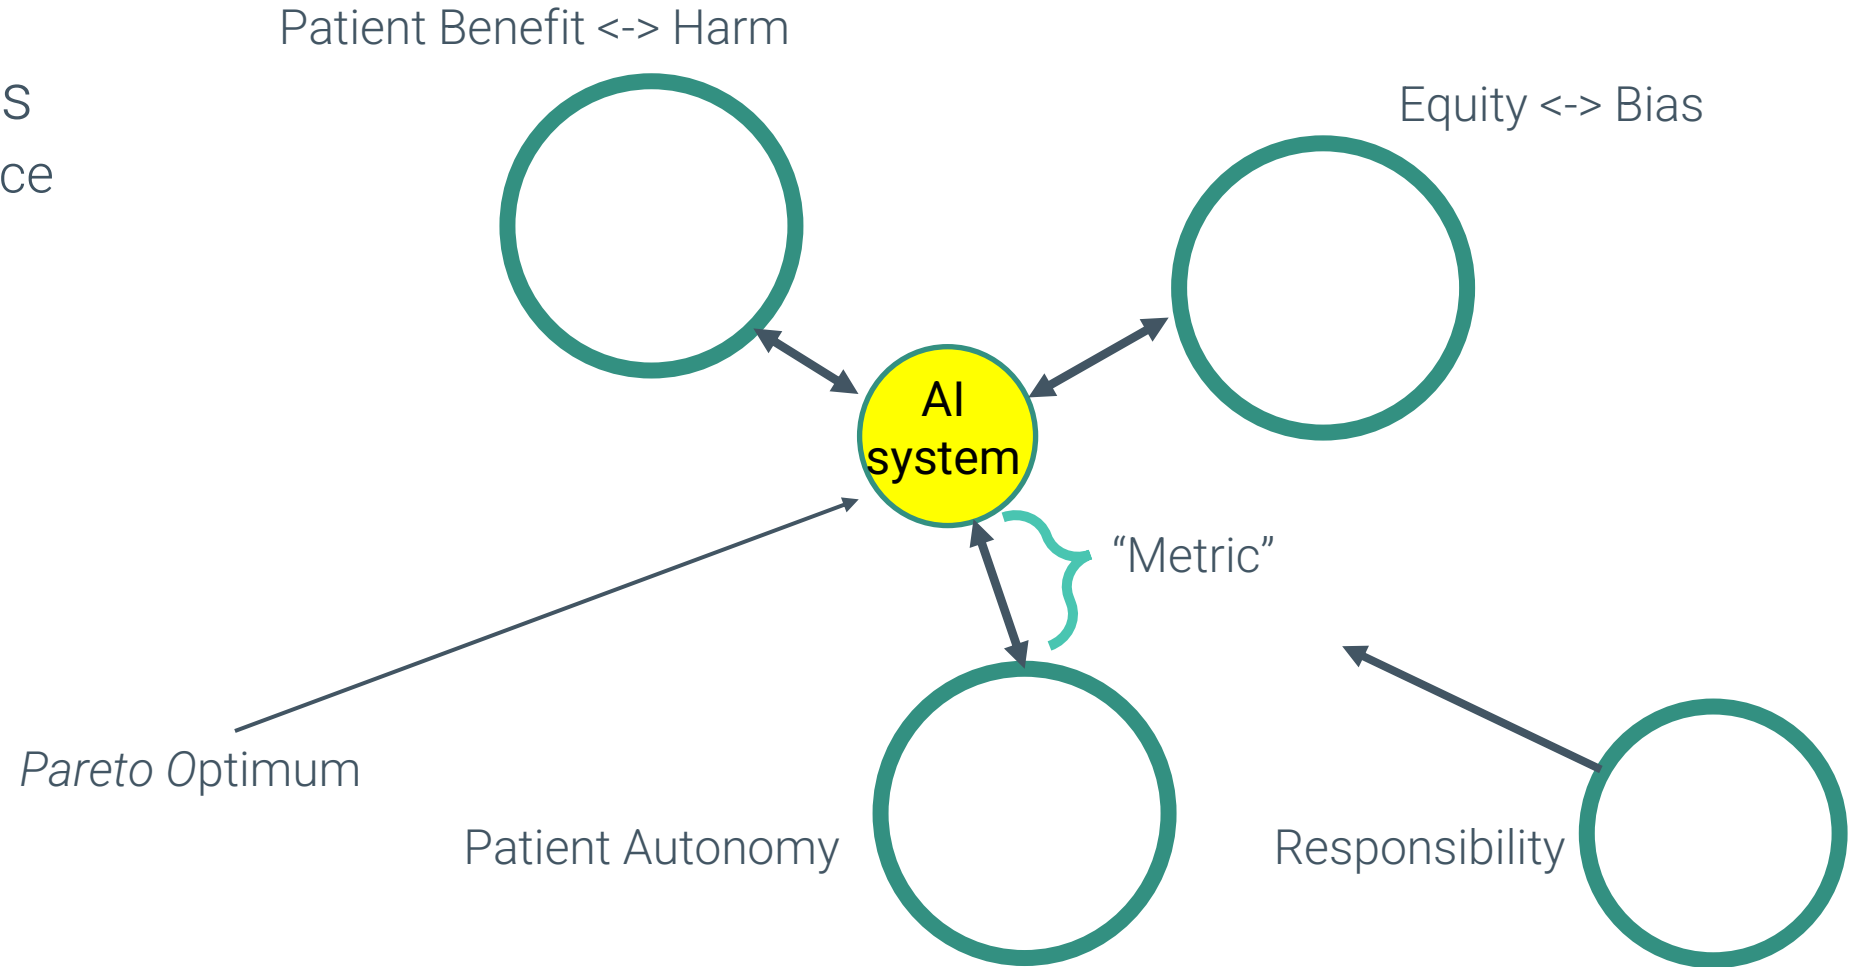 Patient Benefit <-> Harm
s
ce
Equity <-> Bias
AI
system
“Metric”
Pareto Optimum
Patient Autonomy
Responsibility